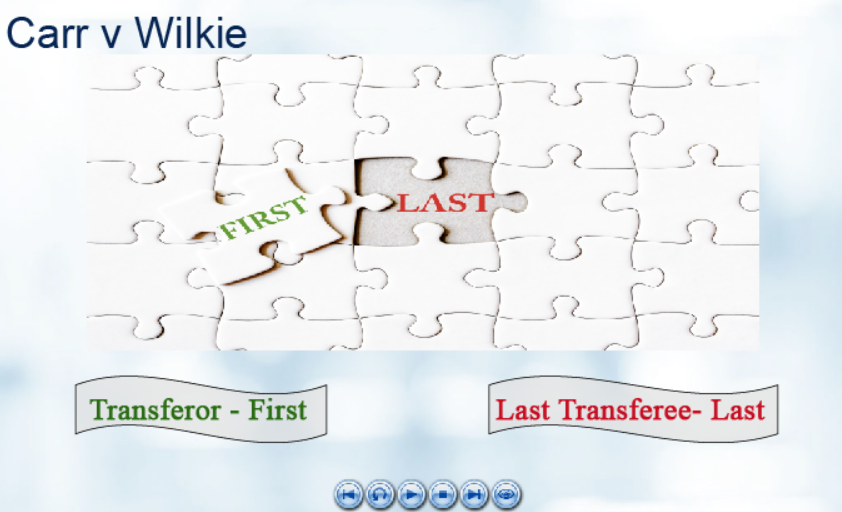 Carr v Wilkie
FIRST
LAST
Transferor - First
Last Transferee- Last